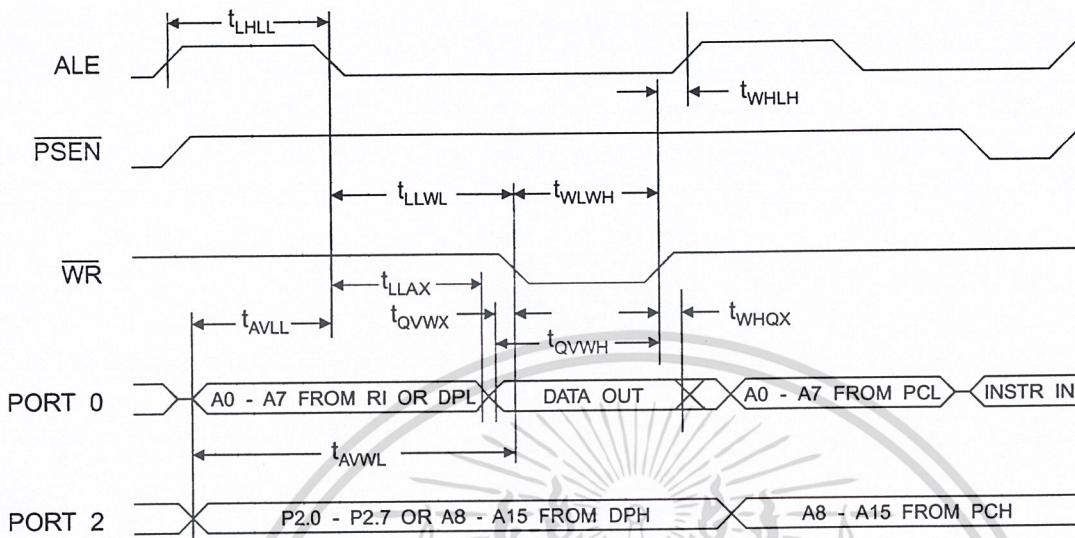 tLHLL
ALE
tWHLH
PSEN
tLLWL
tWLWH
WR
tLLAX
tAVLL
tQVWX
tWHQX
tQVWH
PORT 0
A0 - A7 FROM RI OR DPL
DATA OUT
A0 - A7 FROM PCL
INSTR IN
tAVWL
PORT 2
P2.0 - P2.7 OR A8 - A15 FROM DPH
A8 - A15 FROM PCH